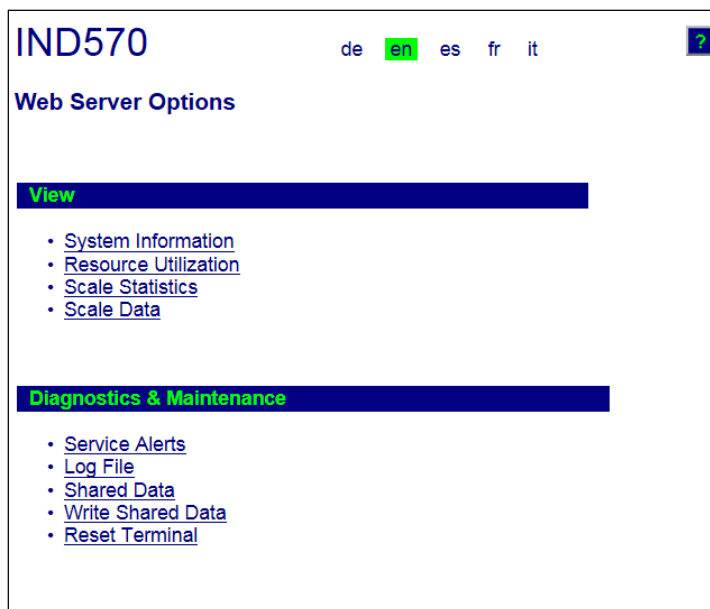 IND570
de en es fr it ?
Web Server Options
View
• System Information
• Resource Utilization
• Scale Statistics
• Scale Data
Diagnostics & Maintenance
• Service Alerts
• Log File
• Shared Data
• Write Shared Data
• Reset Terminal